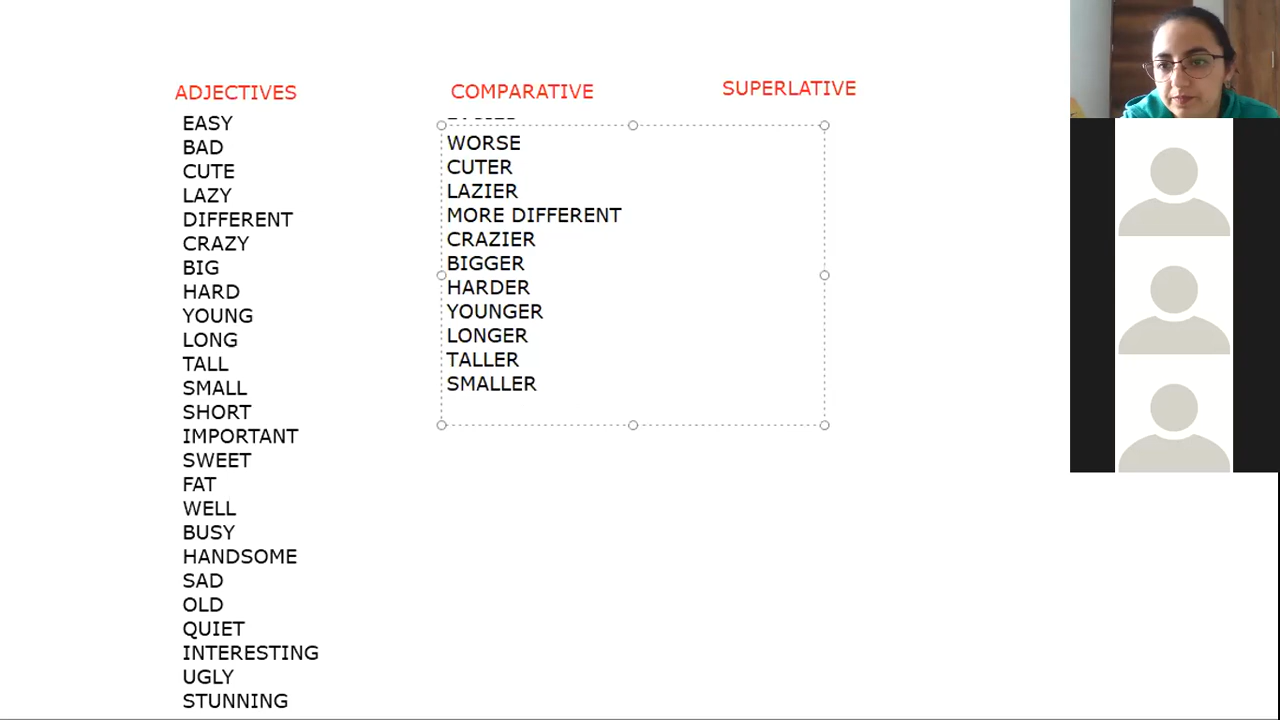 ADJECTIVES
EASY
BAD
CUTE
LAZY
DIFFERENT
CRAZY
BIG
HARD
YOUNG
LONG
TALL
SMALL
SHORT
IMPORTANT
SWEET
FAT
WELL
BUSY
HANDSOME
SAD
OLD
QUIET
INTERESTING
UGLY
STUNNING
COMPARATIVE
WORSE
CUTER
LAZIER
MORE DIFFERENT
CRAZIER
BIGGER
HARDER
YOUNGER
LONGER
TALLER
SMALLER
SUPERLATIVE